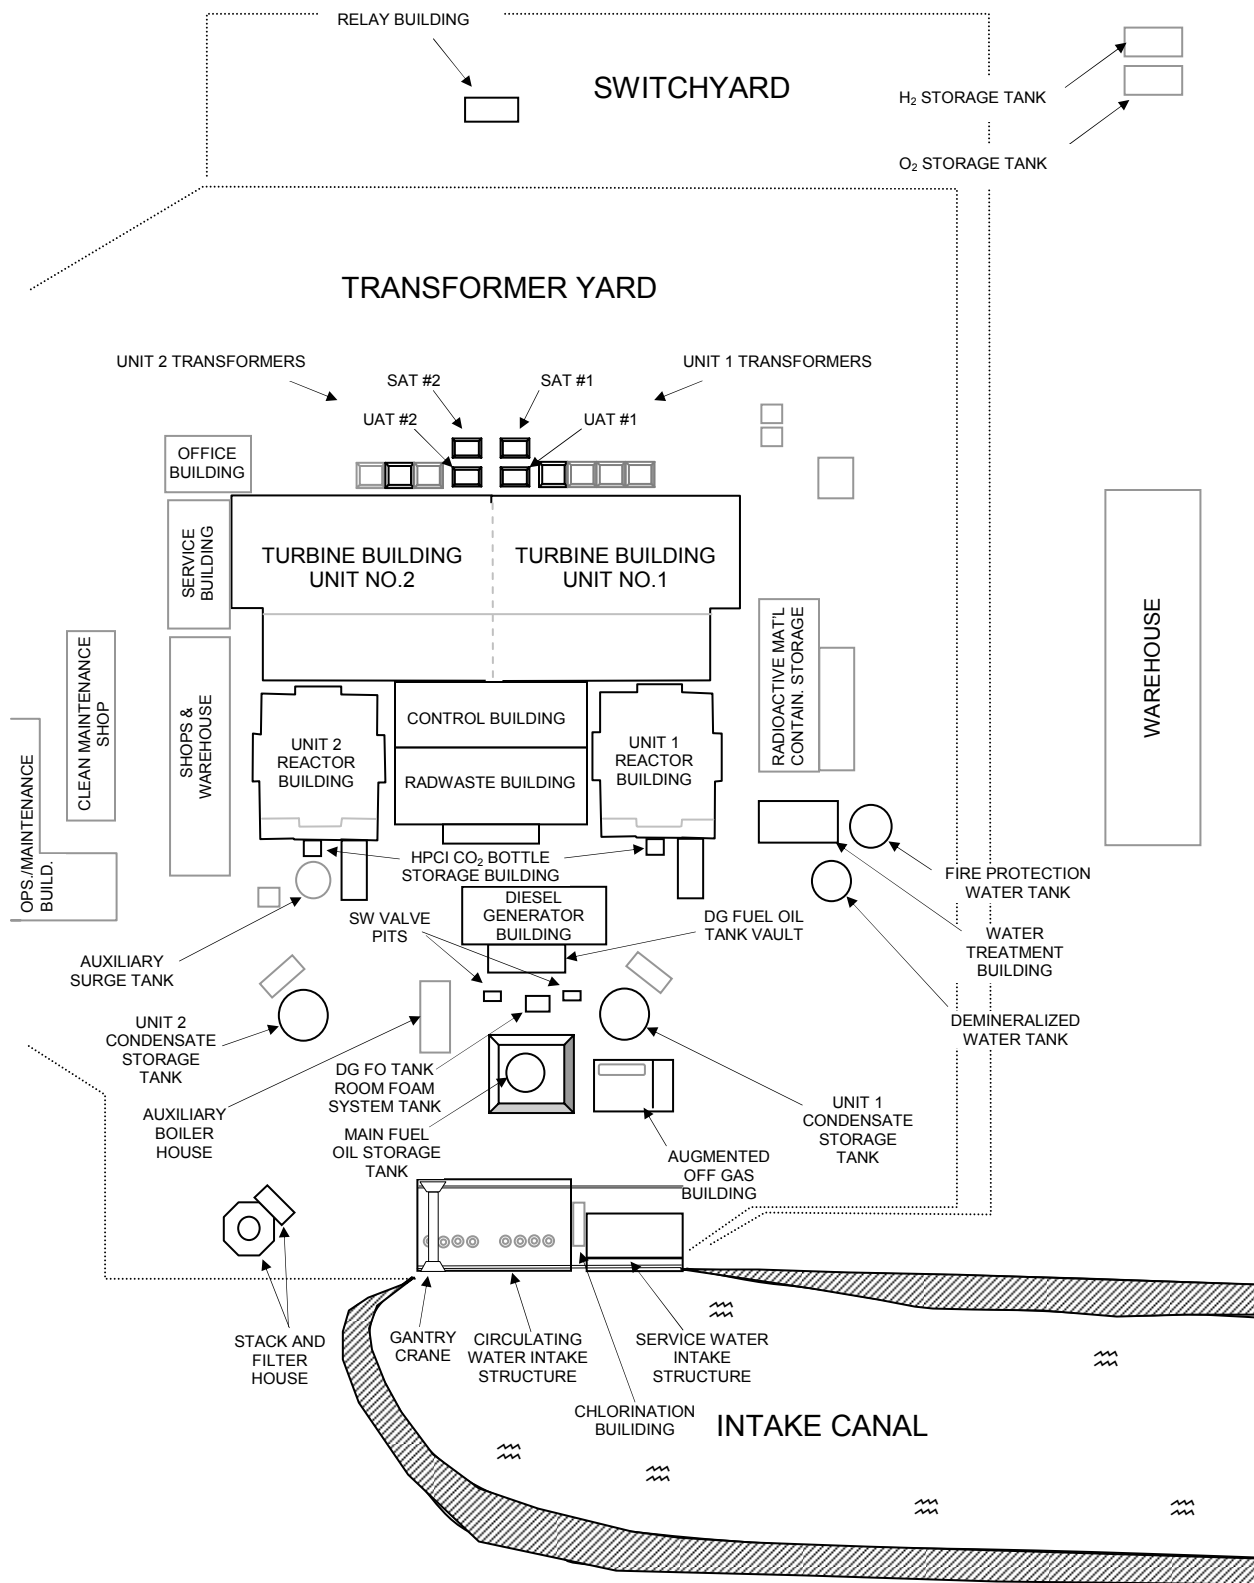 RELAY BUILDING
SWITCHYARD
H₂ STORAGE TANK
O₂ STORAGE TANK
TRANSFORMER YARD
UNIT 2 TRANSFORMERS
UNIT 1 TRANSFORMERS
SAT #2
SAT #1
UAT #2
UAT #1
OFFICE
BUILDING
SERVICE
BUILDING
TURBINE BUILDING
UNIT NO.2
TURBINE BUILDING
UNIT NO.1
WAREHOUSE
RADIOACTIVE MAT'L
CONTAIN. STORAGE
CLEAN MAINTENANCE
SHOP
SHOPS &
WAREHOUSE
OPS./MAINTENANCE
BUILD.
UNIT 2
REACTOR
BUILDING
CONTROL BUILDING
RADWASTE BUILDING
UNIT 1
REACTOR
BUILDING
HPCI CO₂ BOTTLE
STORAGE BUILDING
FIRE PROTECTION
WATER TANK
DIESEL
GENERATOR
BUILDING
SW VALVE
PITS
DG FUEL OIL
TANK VAULT
WATER
TREATMENT
BUILDING
AUXILIARY
SURGE TANK
UNIT 2
CONDENSATE
STORAGE
TANK
DEMINERALIZED
WATER TANK
DG FO TANK
ROOM FOAM
SYSTEM TANK
AUXILIARY
BOILER
HOUSE
MAIN FUEL
OIL STORAGE
TANK
UNIT 1
CONDENSATE
STORAGE
TANK
AUGMENTED
OFF GAS
BUILDING
STACK AND
FILTER
HOUSE
GANTRY
CRANE
CIRCULATING
WATER INTAKE
STRUCTURE
SERVICE WATER
INTAKE
STRUCTURE
CHLORINATION
BUILDING
INTAKE CANAL